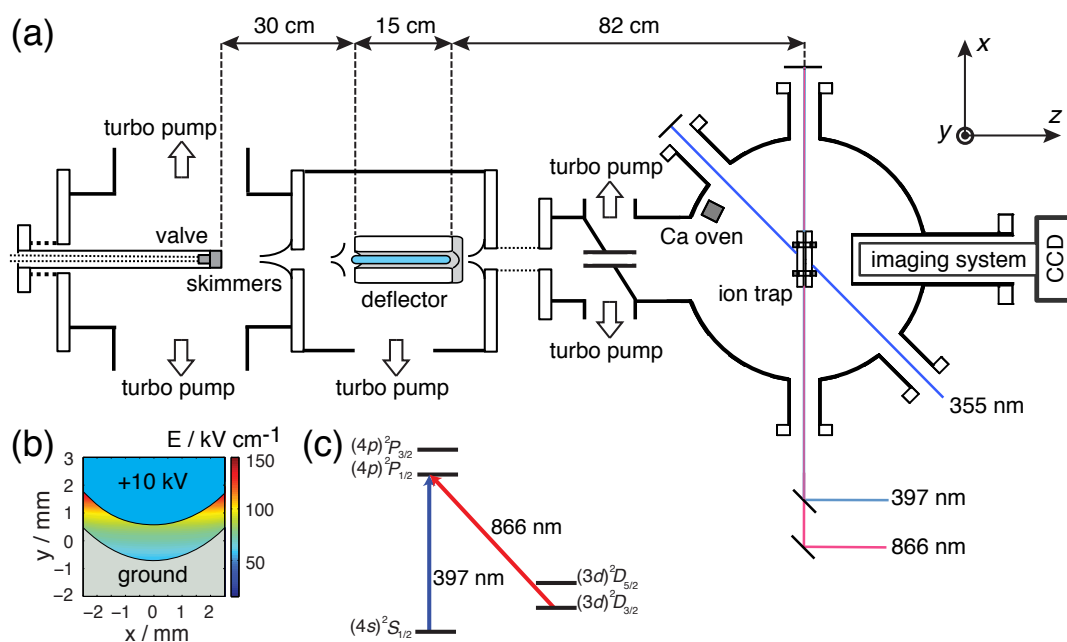 (a)
30 cm
15 cm
82 cm
x
y
z
turbo pump
turbo pump
valve
skimmers
deflector
Ca oven
ion trap
imaging system
CCD
turbo pump
turbo pump
turbo pump
355 nm
397 nm
866 nm
(b)
E / kV cm⁻¹
3
2
1
0
-1
-2
y / mm
+10 kV
ground
−2 −1 0 1 2
x / mm
150
100
50
(c)
(4p)²P₃/₂
(4p)²P₁/₂
866 nm
397 nm
(3d)²D₅/₂
(3d)²D₃/₂
(4s)²S₁/₂